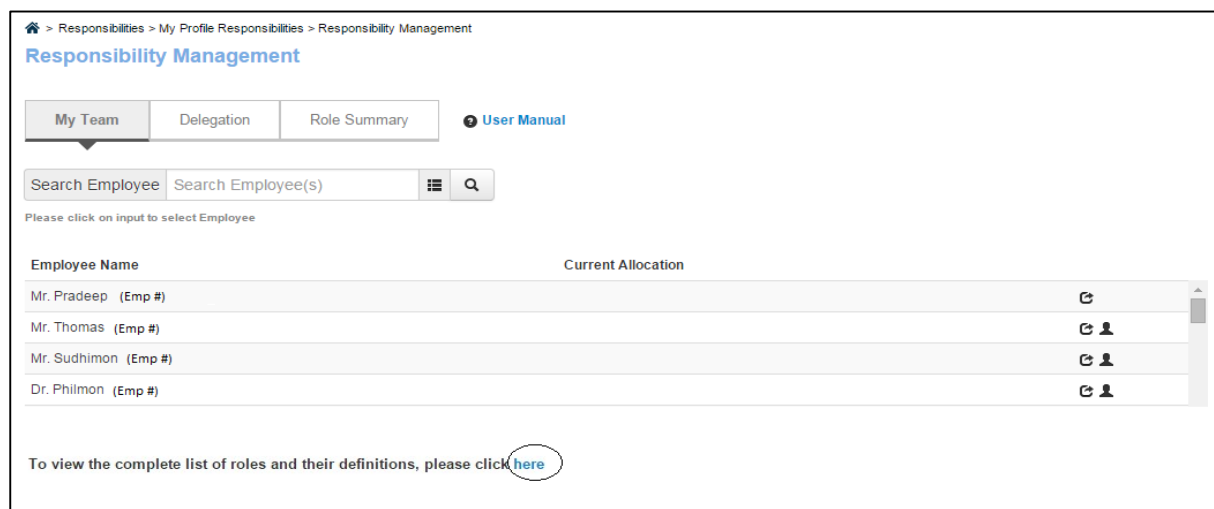 > Responsibilities > My Profile Responsibilities > Responsibility Management
Responsibility Management
My Team Delegation Role Summary User Manual
Search Employee Search Employee(s)
Please click on input to select Employee
Employee Name Current Allocation
Mr. Pradeep (Emp #)
Mr. Thomas (Emp #)
Mr. Sudhimon (Emp #)
Dr. Philmon (Emp #)
To view the complete list of roles and their definitions, please click here